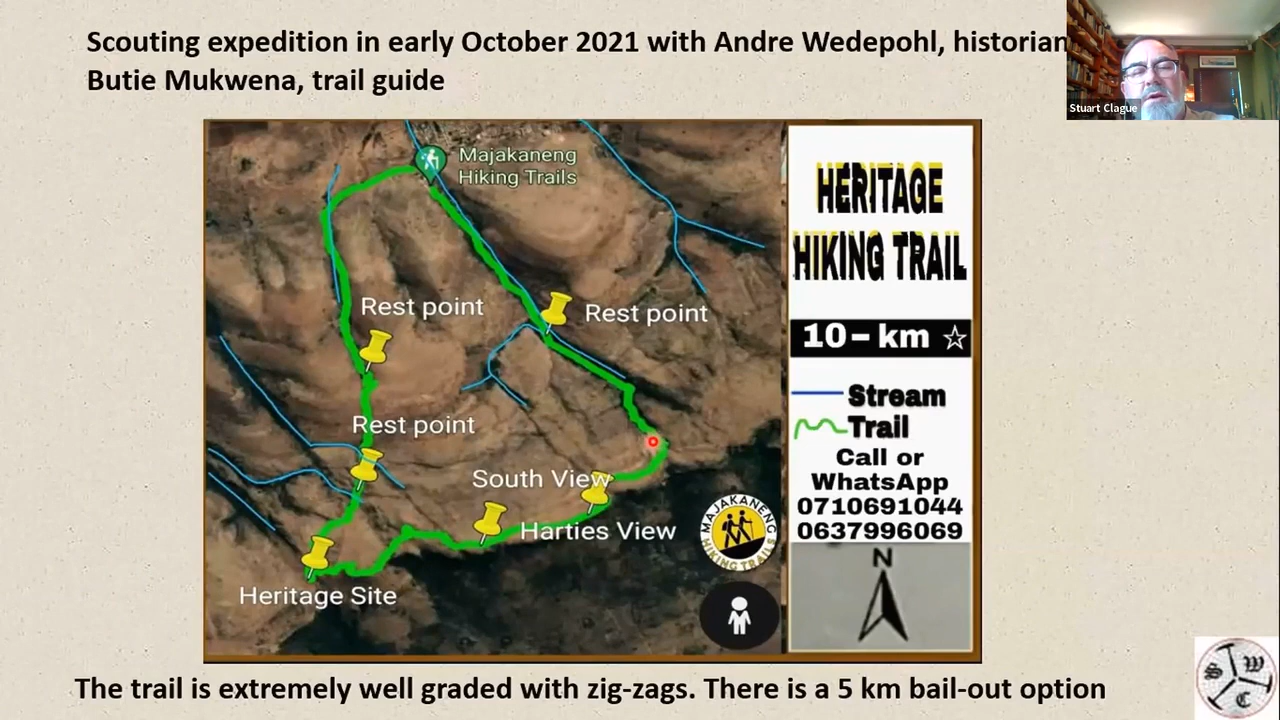 Scouting expedition in early October 2021 with Andre Wedepohl, historian
Butie Mukwena, trail guide
Stuart Clague
Majakaneng
Hiking Trails
Rest point
Rest point
Rest point
South View
Harties View
Heritage Site
HERITAGE
HIKING TRAIL
10-km ☆
Stream
Trail
Call or
WhatsApp
0710691044
0637996069
MAJAKANENG
HIKING TRAILS
N
The trail is extremely well graded with zig-zags. There is a 5 km bail-out option
S W C